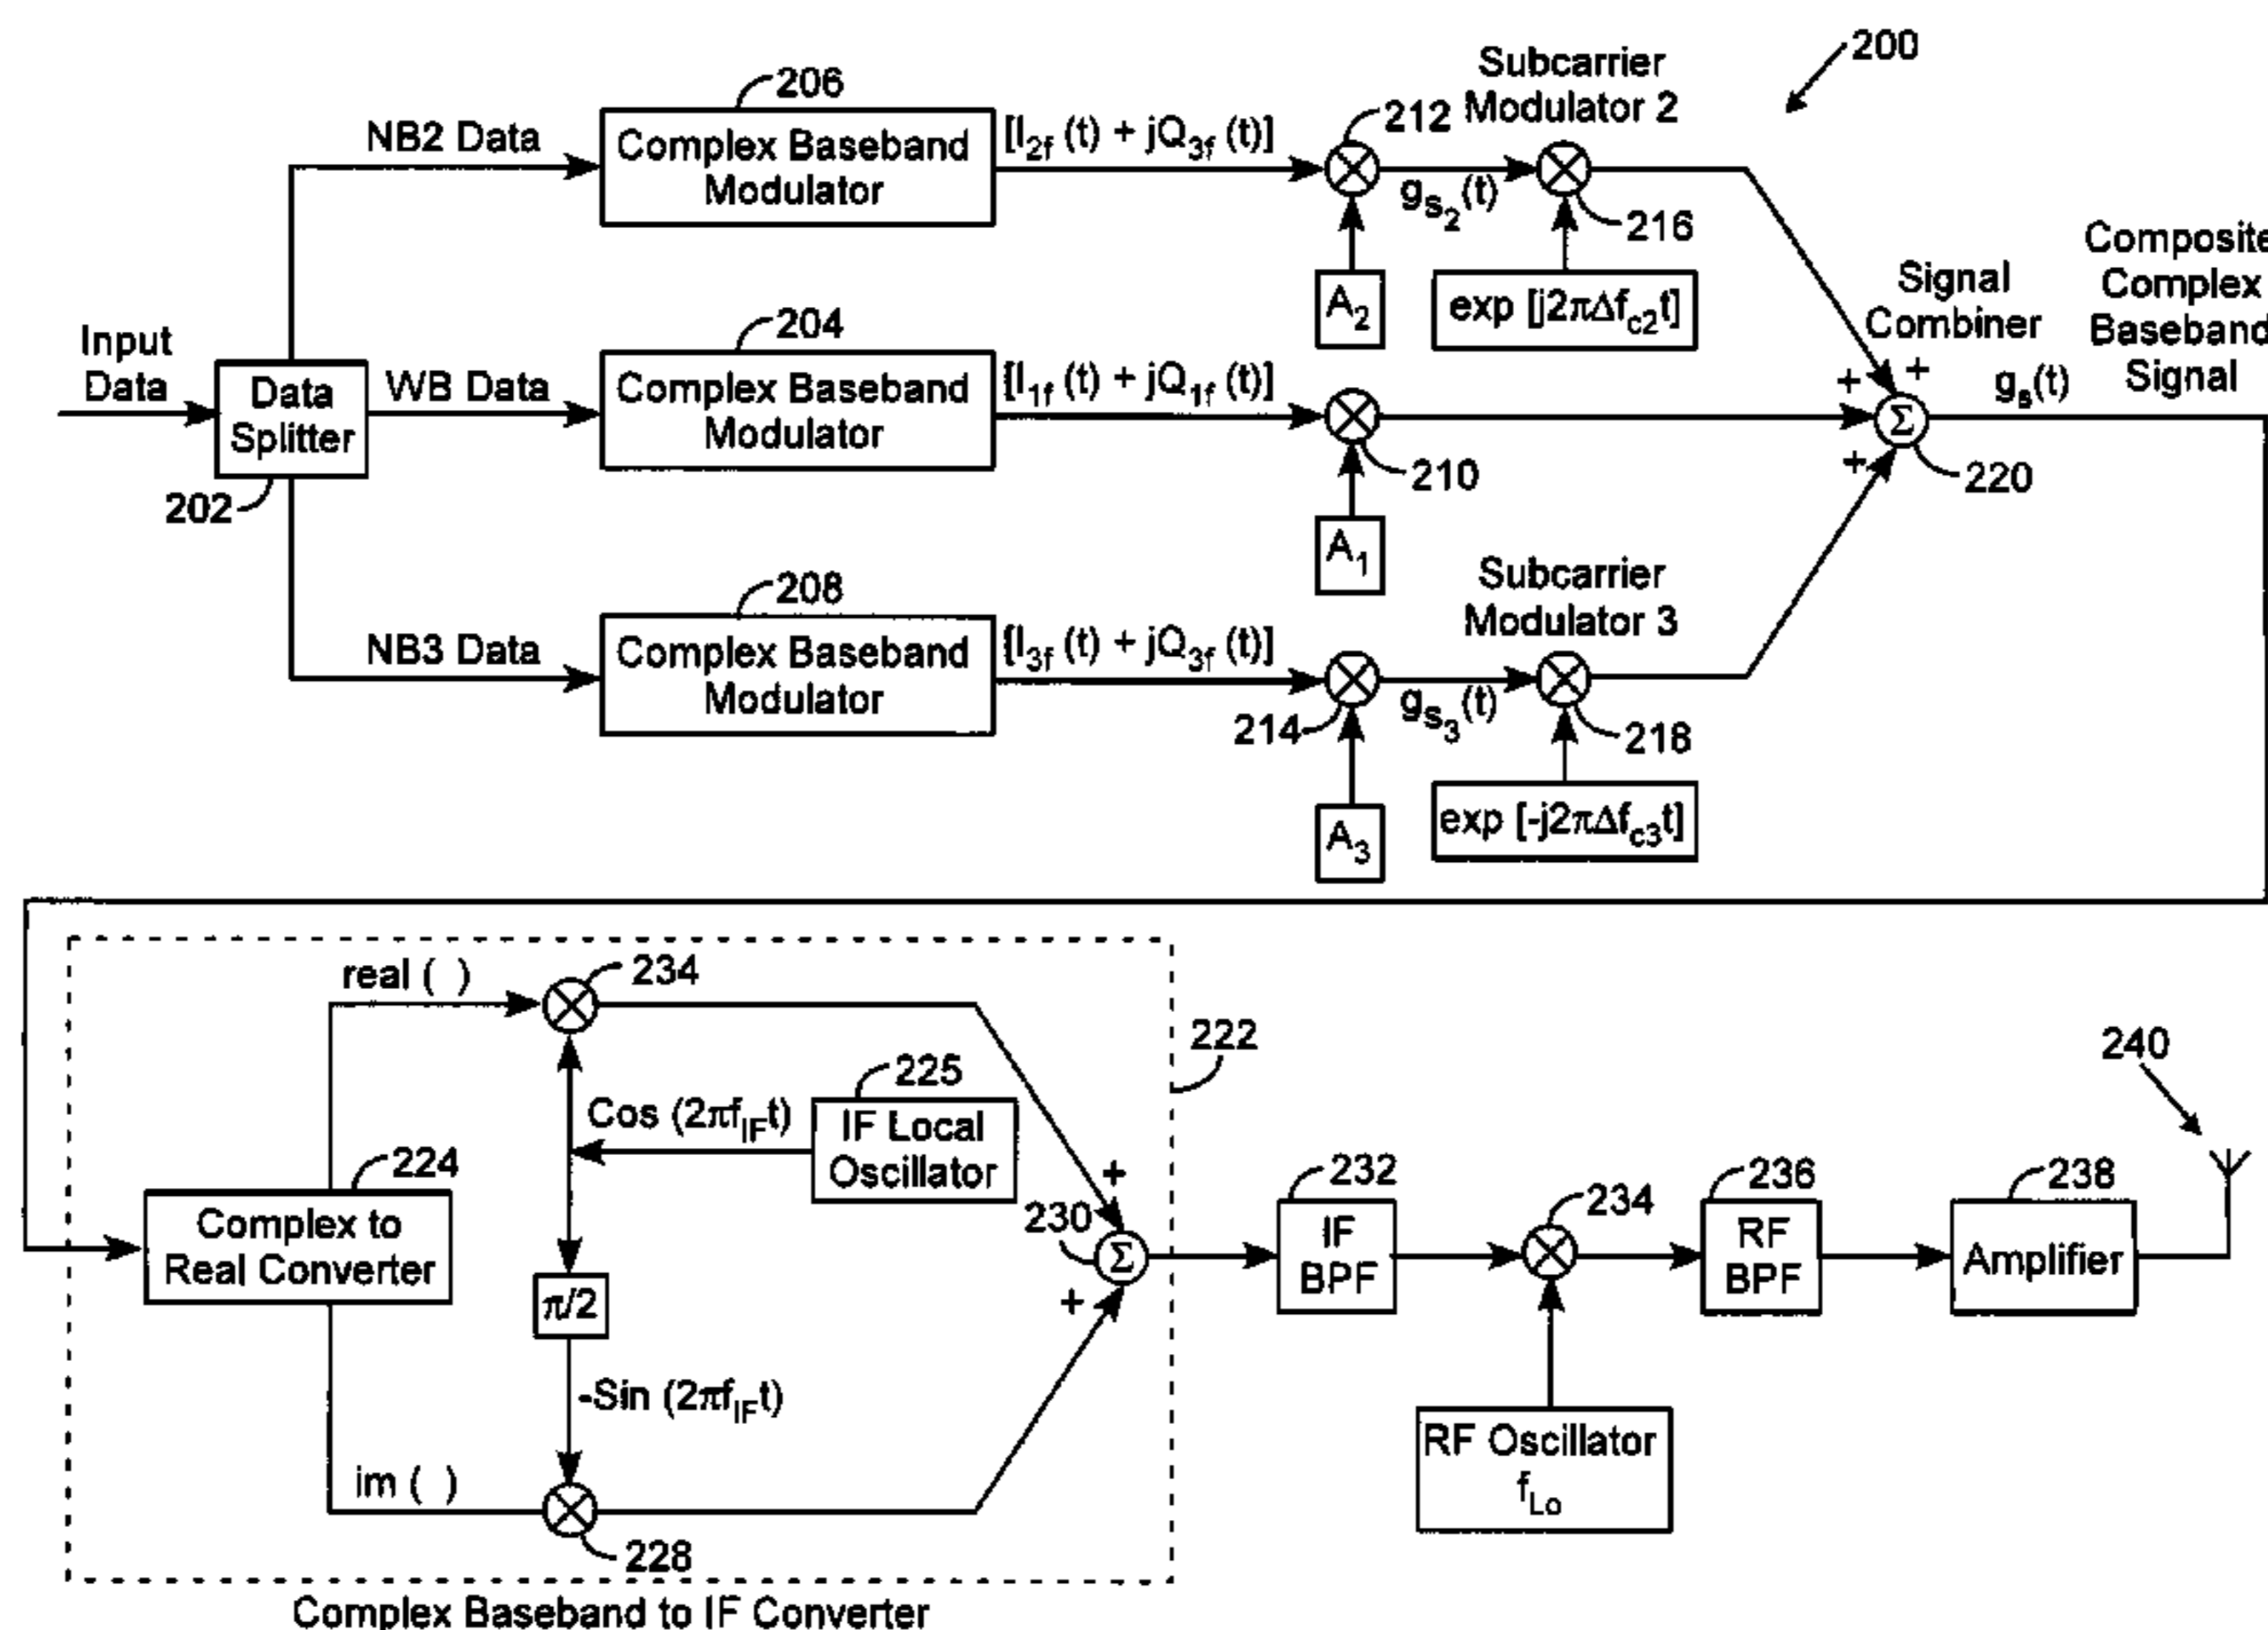 200
206
Subcarrier
Modulator 2
NB2 Data
Complex Baseband
Modulator
[I2f (t) + jQ3f (t)]
212
gS2(t)
216
A2
exp [j2πΔfc2t]
Signal
Combiner
Composite
Complex
Baseband
Signal
Input
Data
Data
Splitter
202
204
WB Data
Complex Baseband
Modulator
[I1f (t) + jQ1f (t)]
210
A1
+
+
+
Σ
220
gs(t)
208
Subcarrier
Modulator 3
NB3 Data
Complex Baseband
Modulator
[I3f (t) + jQ3f (t)]
214
gS3(t)
218
A3
exp [-j2πΔfc3t]
real ( )
234
222
225
Cos (2πfIFt)
IF Local
Oscillator
224
Complex to
Real Converter
π/2
-Sin (2πfIFt)
im ( )
228
+
230
Σ
+
Complex Baseband to IF Converter
232
IF
BPF
234
RF Oscillator
fLo
236
RF
BPF
238
Amplifier
240